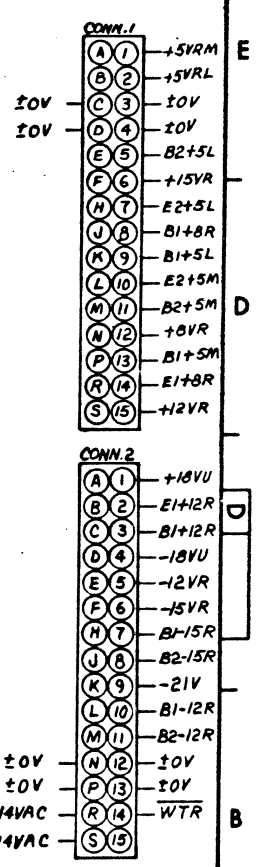 CONN.1
A 1 +5VRM
B 2 +5VRL
±0V C 3 ±0V
±0V D 4 ±0V
E 5 B2+5L
F 6 +15VR
H 7 E2+5L
J 8 B1+8R
K 9 B1+5L
L 10 E2+5M
M 11 B2+5M
N 12 +8VR
P 13 B1+5M
R 14 E1+8R
S 15 +12VR
E
D
CONN.2
A 1 +18VU
B 2 E1+12R
C 3 B1+12R
D 4 -18VU
E 5 -12VR
F 6 -15VR
H 7 B1-15R
J 8 B2-15R
K 9 -21V
L 10 B1-12R
M 11 B2-12R
±0V N 12 ±0V
±0V P 13 ±0V
14VAC R 14 WTR
14VAC S 15
D
B